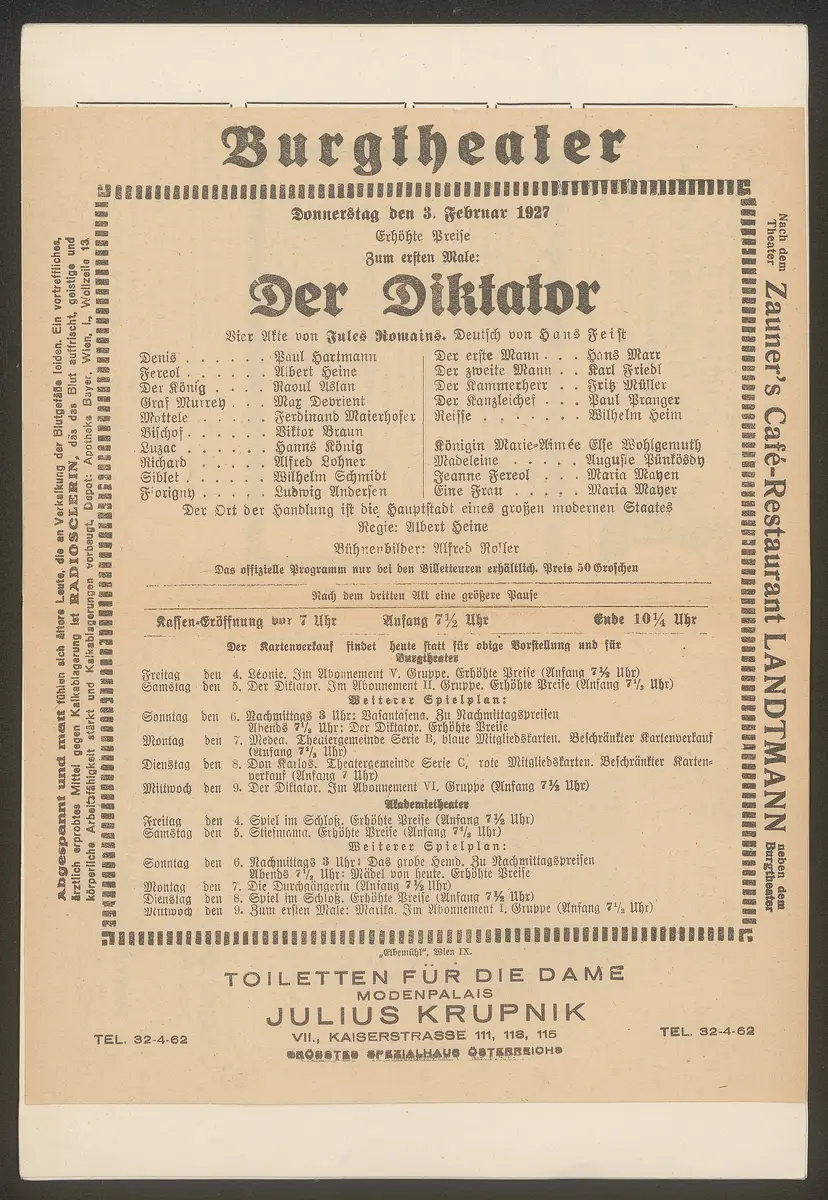 Burgtheater
Donnerstag den 3. Februar 1927
Erhöhte Preise
Zum ersten Male:
Der Diktator
Vier Akte von Jules Romains. Deutsch von Hans Feist
Denis . . . . . . Paul Hartmann
Fereol . . . . . . Albert Heine
Der König . . . . Raoul Aslan
Graf Murrey . . . Max Devrient
Mottele . . . . . . Ferdinand Maierhofer
Bischof . . . . . . Viktor Braun
Luzac . . . . . . Hanns König
Richard . . . . . . Alfred Lohner
Siblet . . . . . . Wilhelm Schmidt
Florigny . . . . . Ludwig Andersen
Der erste Mann . . . Hans Marr
Der zweite Mann . . Karl Friedl
Der Kammerherr . . Fritz Müller
Der Kanzleichef . . . Paul Pranger
Reisse . . . . . . . Wilhelm Heim
Königin Marie-Aimée Else Wohlgemuth
Madeleine . . . . . Auguste Pünkösdy
Jeanne Fereol . . . Maria Mayen
Eine Frau . . . . . Maria Mayer
Der Ort der Handlung ist die Hauptstadt eines großen modernen Staates
Regie: Albert Heine
Bühnenbilder: Alfred Roller
Das offizielle Programm nur bei den Billetteuren erhältlich. Preis 50 Groschen
Nach dem dritten Akt eine größere Pause
Kassen-Eröffnung vor 7 Uhr Anfang 7½ Uhr Ende 10¼ Uhr
Der Kartenverkauf findet heute statt für obige Vorstellung und für
Burgtheater
Freitag den 4. Léonie. Im Abonnement V. Gruppe. Erhöhte Preise (Anfang 7½ Uhr)
Samstag den 5. Der Diktator. Im Abonnement II. Gruppe. Erhöhte Preise (Anfang 7½ Uhr)
Weiterer Spielplan:
Sonntag den 6. Nachmittags 3 Uhr: Vasantasena. Zu Nachmittagspreisen
Abends 7½ Uhr: Der Diktator. Erhöhte Preise
Montag den 7. Medea. Theatergemeinde Serie B, blaue Mitgliedskarten. Beschränkter Kartenverkauf
(Anfang 7½ Uhr)
Dienstag den 8. Don Karlos. Theatergemeinde Serie C, rote Mitgliedskarten. Beschränkter Karten-
verkauf (Anfang 7 Uhr)
Mittwoch den 9. Der Diktator. Im Abonnement VI. Gruppe (Anfang 7½ Uhr)
Akademietheater
Freitag den 4. Spiel im Schloß. Erhöhte Preise (Anfang 7½ Uhr)
Samstag den 5. Stiefmama. Erhöhte Preise (Anfang 7½ Uhr)
Weiterer Spielplan:
Sonntag den 6. Nachmittags 3 Uhr: Das grobe Hemd. Zu Nachmittagspreisen
Abends 7½ Uhr: Mädel von heute. Erhöhte Preise
Montag den 7. Die Durchgängerin (Anfang 7½ Uhr)
Dienstag den 8. Spiel im Schloß. Erhöhte Preise (Anfang 7½ Uhr)
Mittwoch den 9. Zum ersten Male: Marika. Im Abonnement I. Gruppe (Anfang 7½ Uhr)
„Elbemühl", Wien IX.
Abgespannt und matt fühlen sich ältere Leute, die an Verkalkung der Blutgefäße leiden. Ein vortreffliches,
ärztlich erprobtes Mittel gegen Kalkablagerung ist RADIOSCLERIN, das das Blut auffrischt, geistige und
körperliche Arbeitsfähigkeit stärkt und Kalkablagerungen vorbeugt. Depot: Apotheke Bayer, Wien, I., Wollzeile 13.
Nach dem
Theater
Zauner's Café-Restaurant LANDTMANN
neben dem
Burgtheater
TOILETTEN FÜR DIE DAME
MODENPALAIS
JULIUS KRUPNIK
TEL. 32-4-62
VII., KAISERSTRASSE 111, 113, 115
TEL. 32-4-62
GRÖSSTES SPEZIALHAUS ÖSTERREICHS